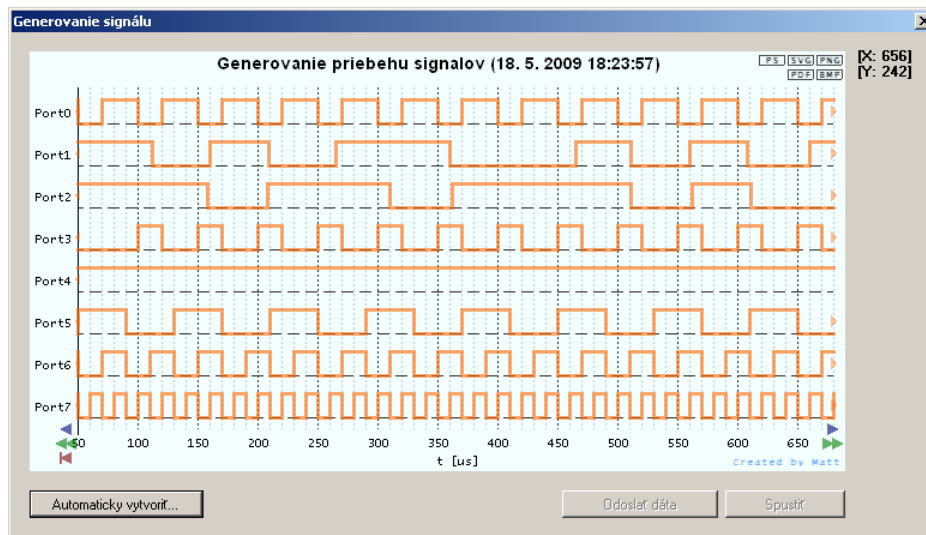 Generovanie signálu
Generovanie priebehu signalov (18. 5. 2009 18:23:57)
PS SVG PNG
PDF BMP
[X: 656]
[Y: 242]
Port0
Port1
Port2
Port3
Port4
Port5
Port6
Port7
50 100 150 200 250 300 350 400 450 500 550 600 650
t [us]
Created by Matt
Automaticky vytvoriť...
Odoslať dáta
Spustiť